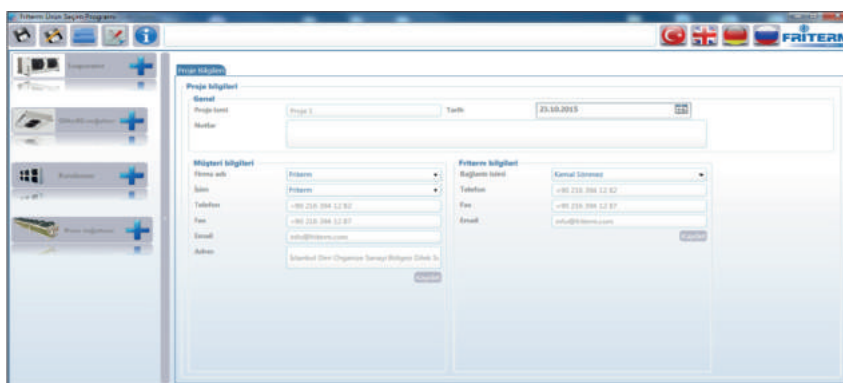 Friterm Ürün Seçim Programı
FRITERM
Proje Bilgileri
Proje bilgileri
Genel
Proje ismi
Proje 1
Tarih
23.10.2015
Notlar
Müşteri bilgileri
Firma adı
Friterm
İsim
Friterm
Telefon
+90 216 394 12 82
Fax
+90 216 394 12 87
Email
info@friterm.com
Adres
İstanbul Deri Organize Sanayi Bölgesi Dilek S
Kaydet
Friterm bilgileri
Bağlantı ismi
Telefon
+90 216 394 12 82
Fax
+90 216 394 12 87
Email
info@friterm.com
Kaydet